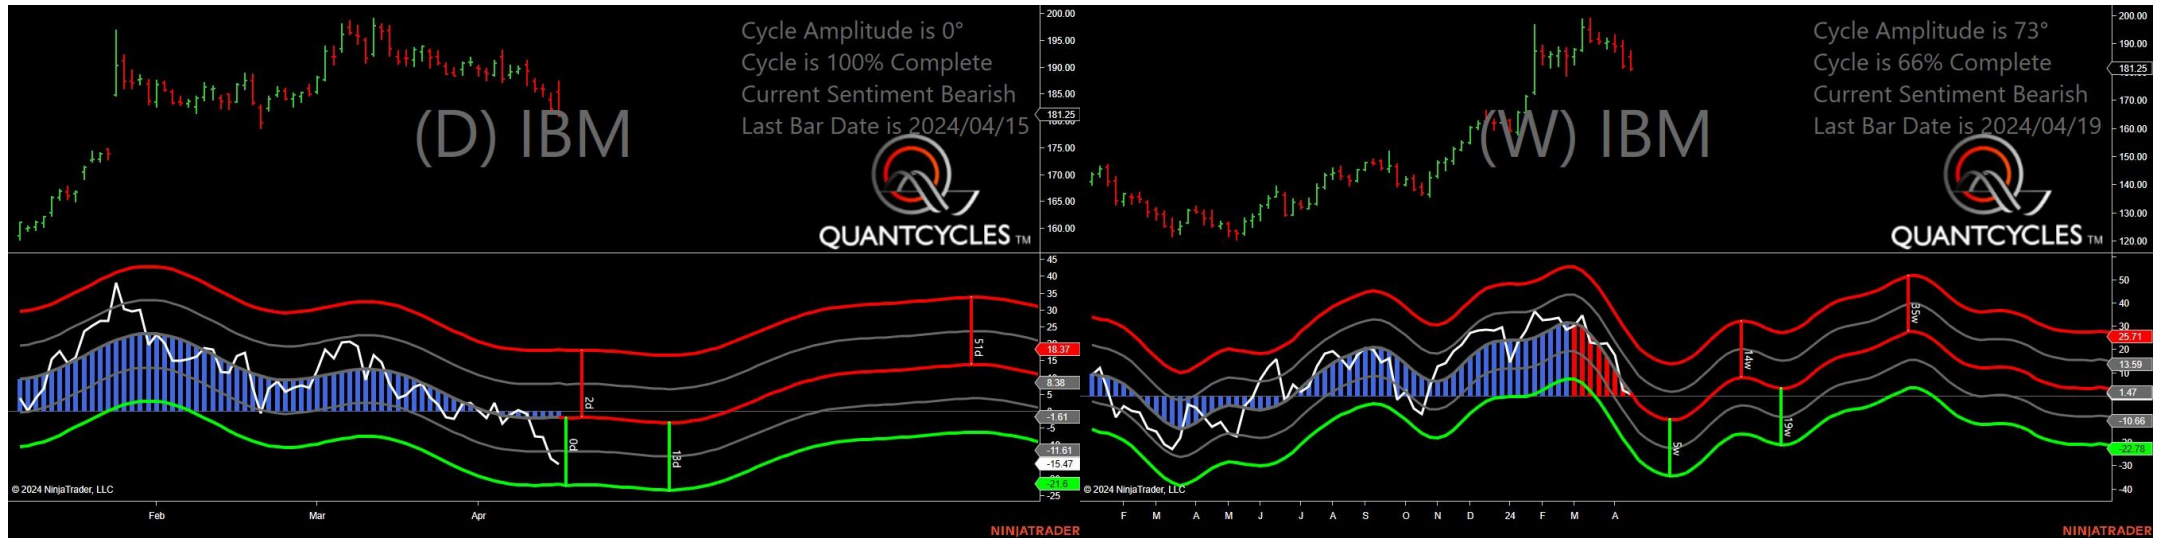 Cycle Amplitude is 0°
Cycle is 100% Complete
Current Sentiment Bearish
Last Bar Date is 2024/04/15
(D) IBM
QUANTCYCLES TM
200.00
195.00
190.00
185.00
181.25
175.00
170.00
165.00
160.00
45
40
35
30
25
20
18.37
15
8.38
5
-1.61
-5
-11.61
-15.47
-21.6
-25
2d
0d
13d
51d
© 2024 NinjaTrader, LLC
Feb Mar Apr
NINJATRADER
Cycle Amplitude is 73°
Cycle is 66% Complete
Current Sentiment Bearish
Last Bar Date is 2024/04/19
(W) IBM
QUANTCYCLES TM
200.00
190.00
181.25
170.00
160.00
150.00
140.00
130.00
120.00
50
40
30
25.71
20
13.59
10
1.47
-10.66
-22.78
-30
-40
5w
14w
19w
35w
© 2024 NinjaTrader, LLC
F M A M J J A S O N D 24 F M A
NINJATRADER